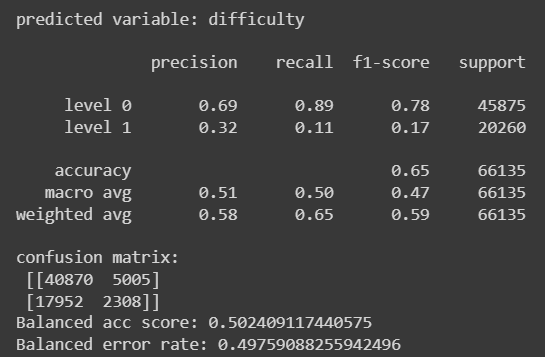 predicted variable: difficulty
precision recall f1-score support
level 0 0.69 0.89 0.78 45875
level 1 0.32 0.11 0.17 20260
accuracy 0.65 66135
macro avg 0.51 0.50 0.47 66135
weighted avg 0.58 0.65 0.59 66135
confusion matrix:
[[40870 5005]
[17952 2308]]
Balanced acc score: 0.502409117440575
Balanced error rate: 0.49759088255942496